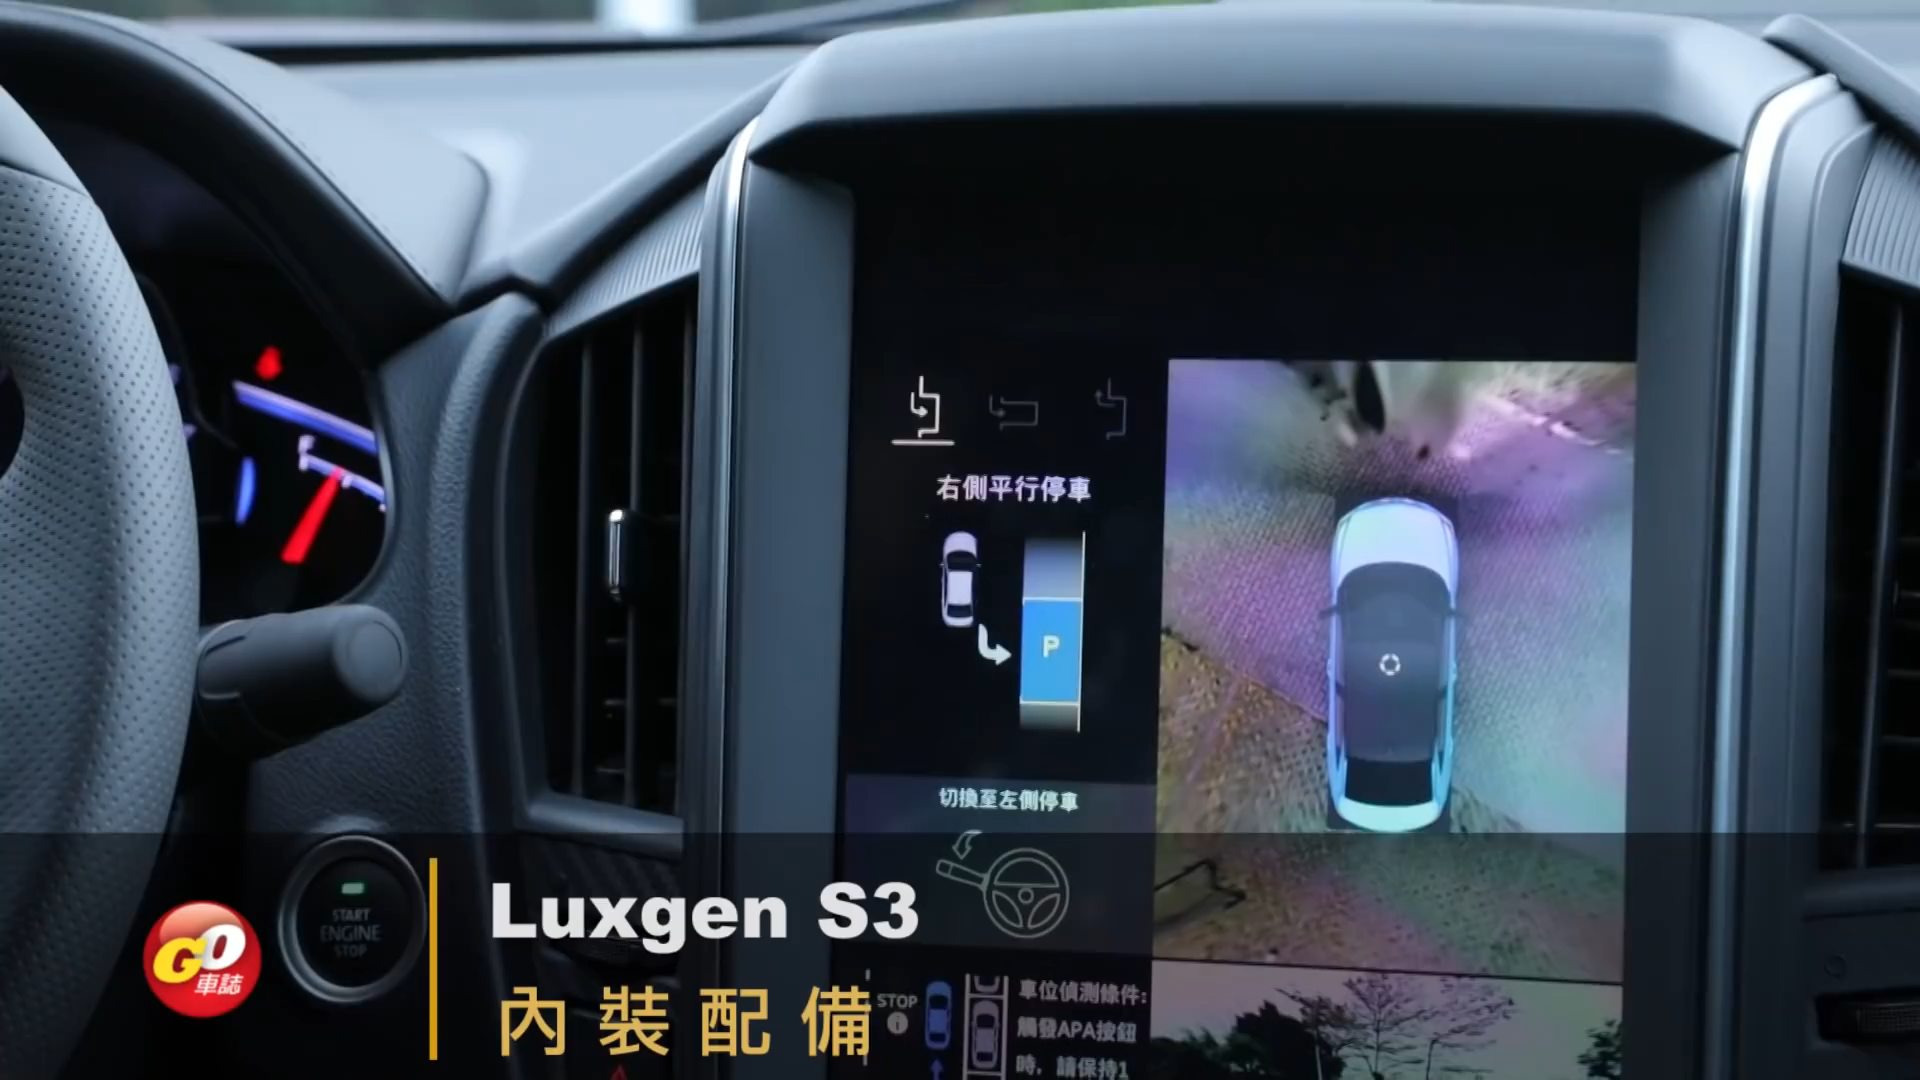 右側平行停車
P
切換至左側停車
START
ENGINE
STOP
GO
車誌
Luxgen S3
內裝配備
STOP
車位偵測條件:
觸發APA按鈕
時，請保持1